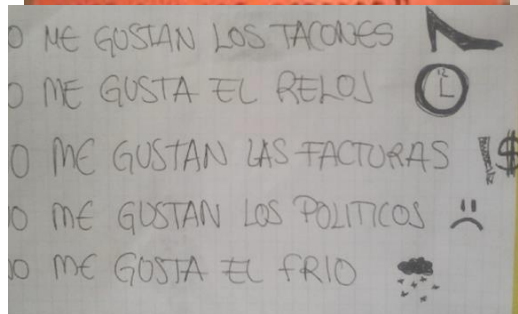 O ME GUSTAN LOS TACONES
O ME GUSTA EL RELOJ
O ME GUSTAN LAS FACTURAS
O ME GUSTAN LOS POLITICOS
O ME GUSTA EL FRIO